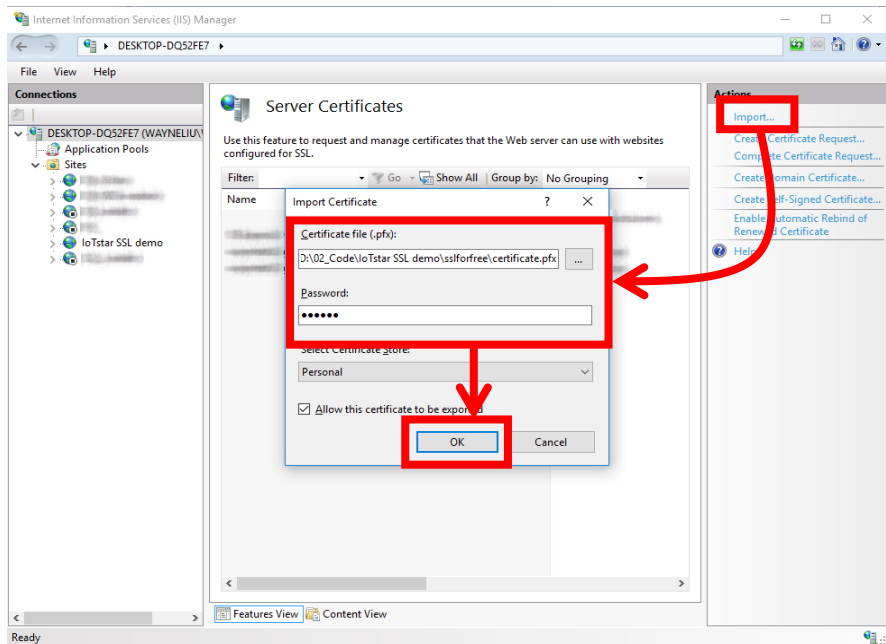 Internet Information Services (IIS) Manager
DESKTOP-DQ52FE7
File View Help
Connections
DESKTOP-DQ52FE7 (WAYNELIU\
Application Pools
Sites
IoTstar SSL demo
Server Certificates
Use this feature to request and manage certificates that the Web server can use with websites
configured for SSL.
Filter: Go Show All Group by: No Grouping
Name
Import Certificate ? X
Certificate file (.pfx):
D:\02_Code\IoTstar SSL demo\sslforfree\certificate.pfx ...
Password:
••••••
Select Certificate Store:
Personal
Allow this certificate to be exported
OK Cancel
Features View Content View
Actions
Import...
Create Certificate Request...
Complete Certificate Request...
Create Domain Certificate...
Create Self-Signed Certificate...
Enable Automatic Rebind of
Renewed Certificate
Help
Ready